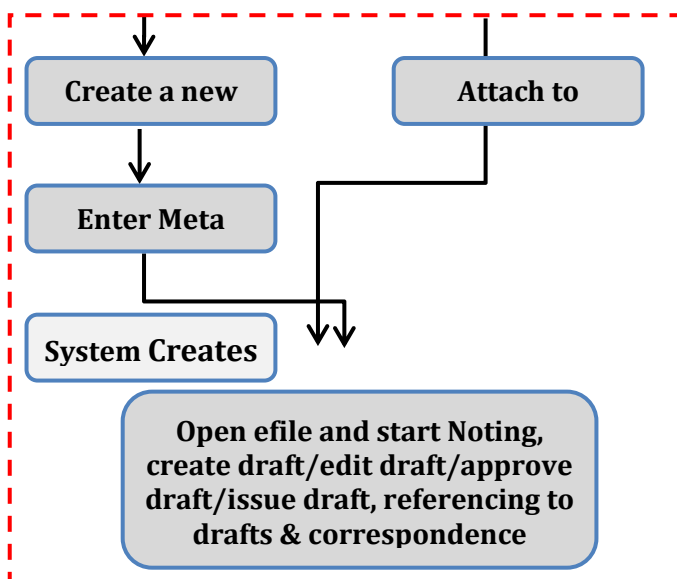 Create a new
Attach to
Enter Meta
System Creates
Open efile and start Noting,
create draft/edit draft/approve
draft/issue draft, referencing to
drafts & correspondence